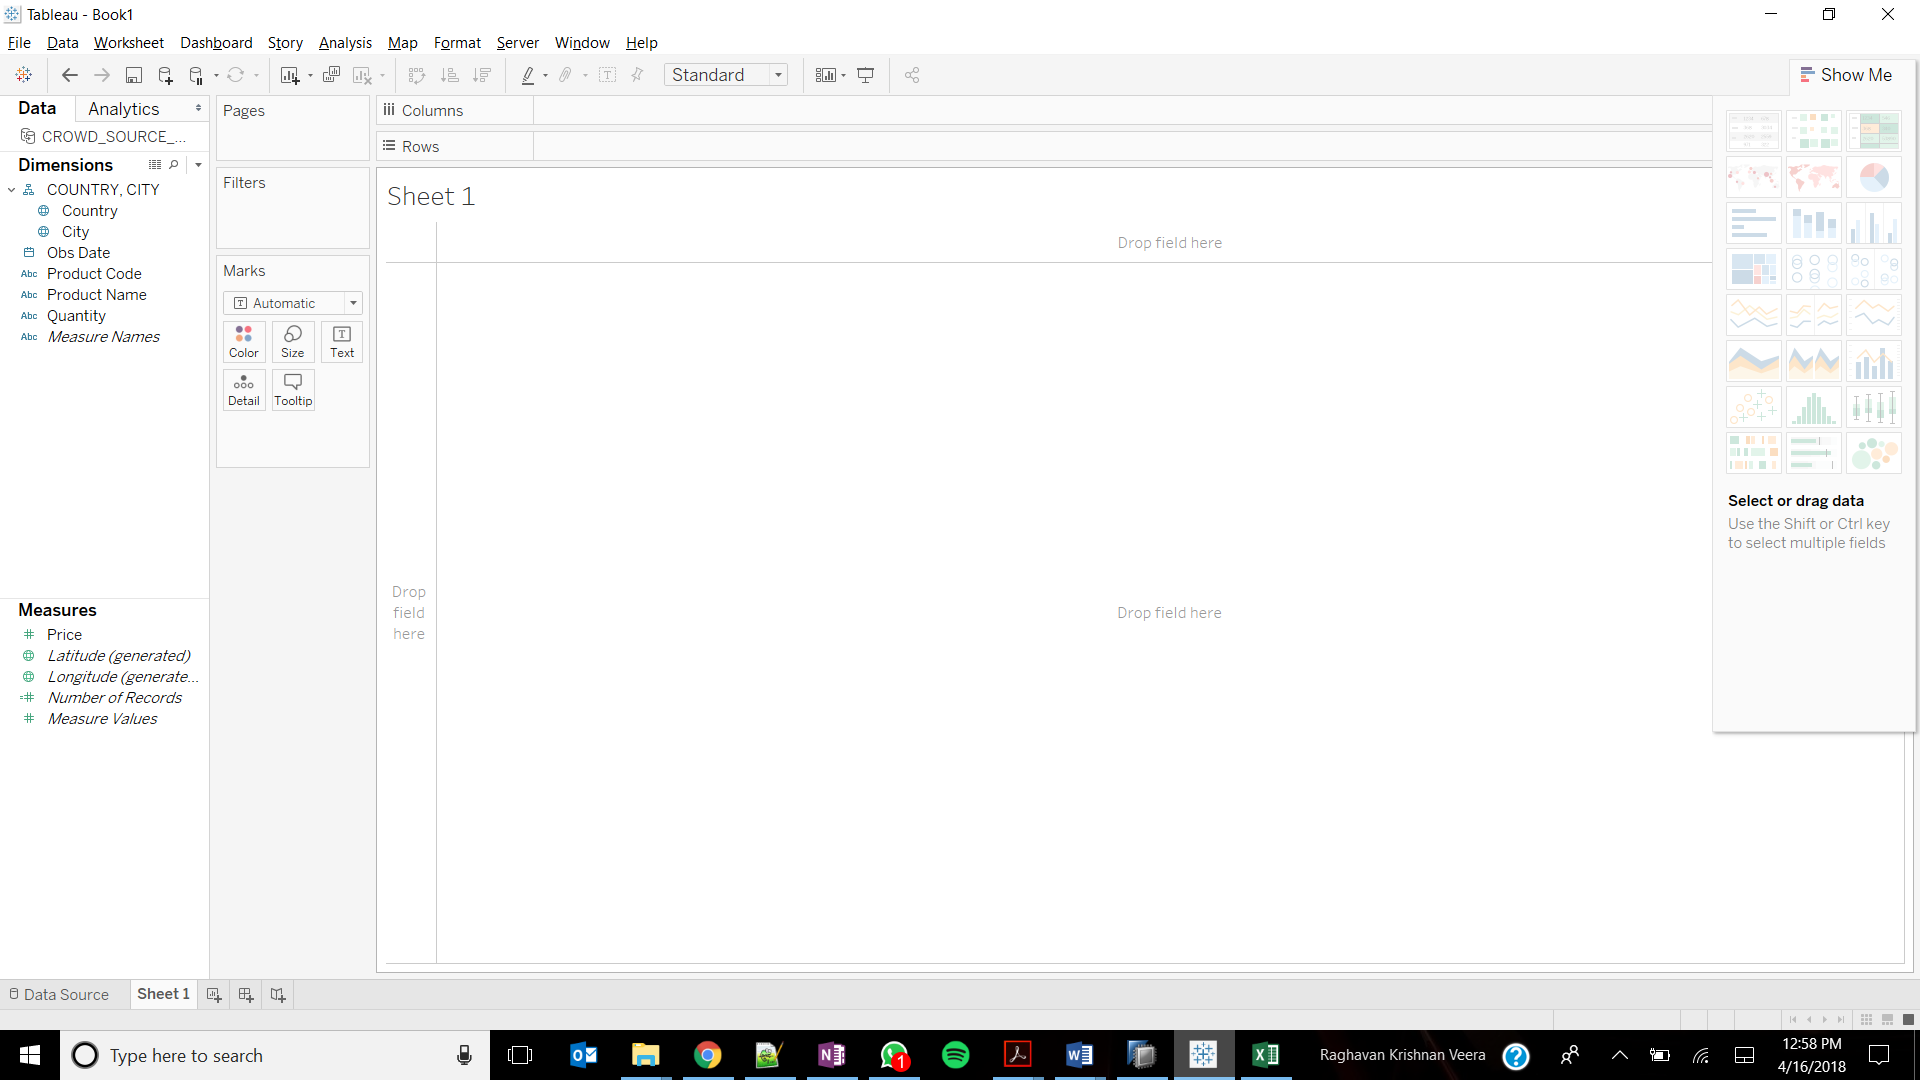 Tableau - Book1
File Data Worksheet Dashboard Story Analysis Map Format Server Window Help
Standard
Show Me
Data Analytics
CROWD_SOURCE_...
Dimensions
COUNTRY, CITY
Country
City
Obs Date
Abc Product Code
Abc Product Name
Abc Quantity
Abc Measure Names
Measures
Price
Latitude (generated)
Longitude (generate...
Number of Records
Measure Values
Pages
Filters
Marks
Automatic
Color Size Text
Detail Tooltip
Columns
Rows
Sheet 1
Drop field here
Drop
field
here
Drop field here
Select or drag data
Use the Shift or Ctrl key
to select multiple fields
Data Source Sheet 1
Type here to search
1
Raghavan Krishnan Veera
12:58 PM
4/16/2018